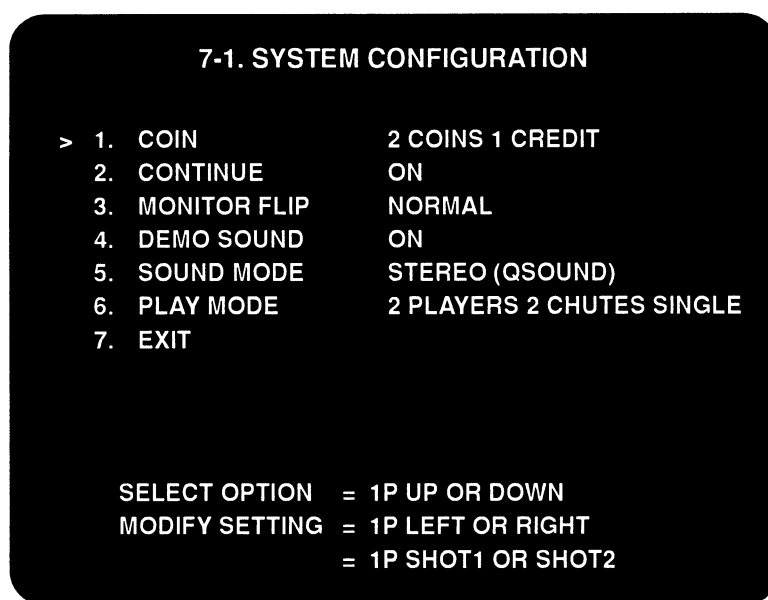 7-1. SYSTEM CONFIGURATION
> 1. COIN 2 COINS 1 CREDIT
2. CONTINUE ON
3. MONITOR FLIP NORMAL
4. DEMO SOUND ON
5. SOUND MODE STEREO (QSOUND)
6. PLAY MODE 2 PLAYERS 2 CHUTES SINGLE
7. EXIT
SELECT OPTION = 1P UP OR DOWN
MODIFY SETTING = 1P LEFT OR RIGHT
= 1P SHOT1 OR SHOT2